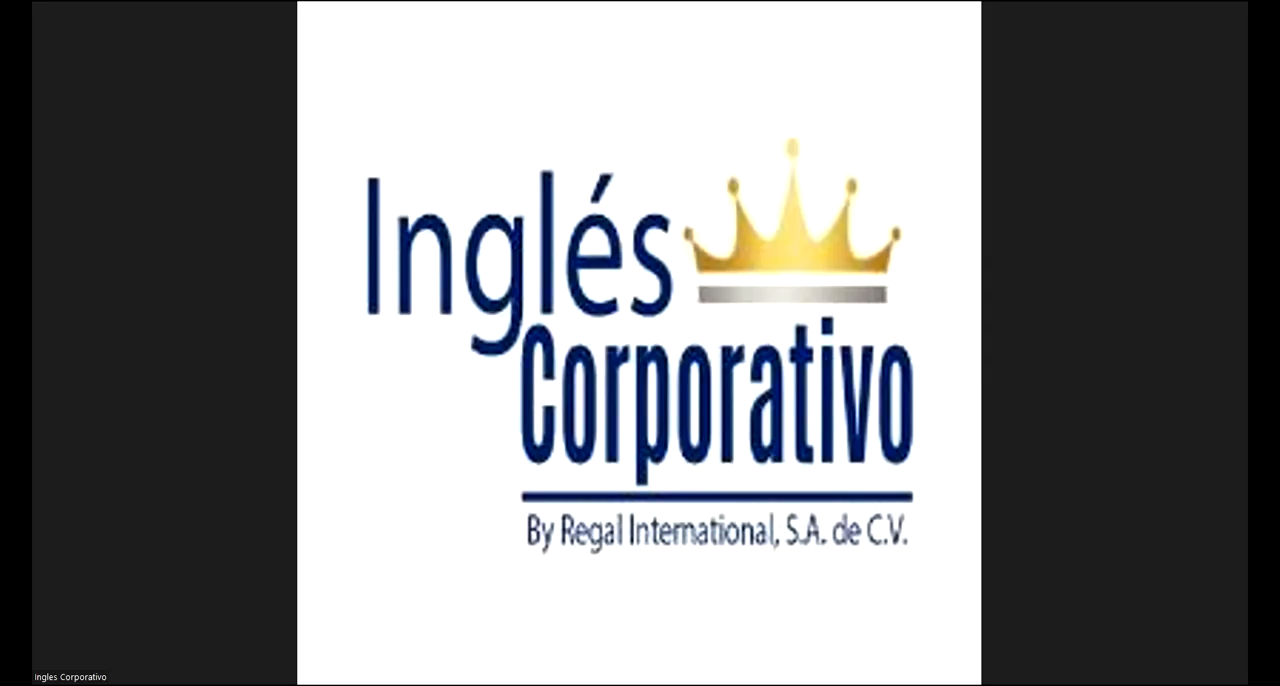 Inglés
Corporativo
By Regal International, S.A. de C.V.
Ingles Corporativo